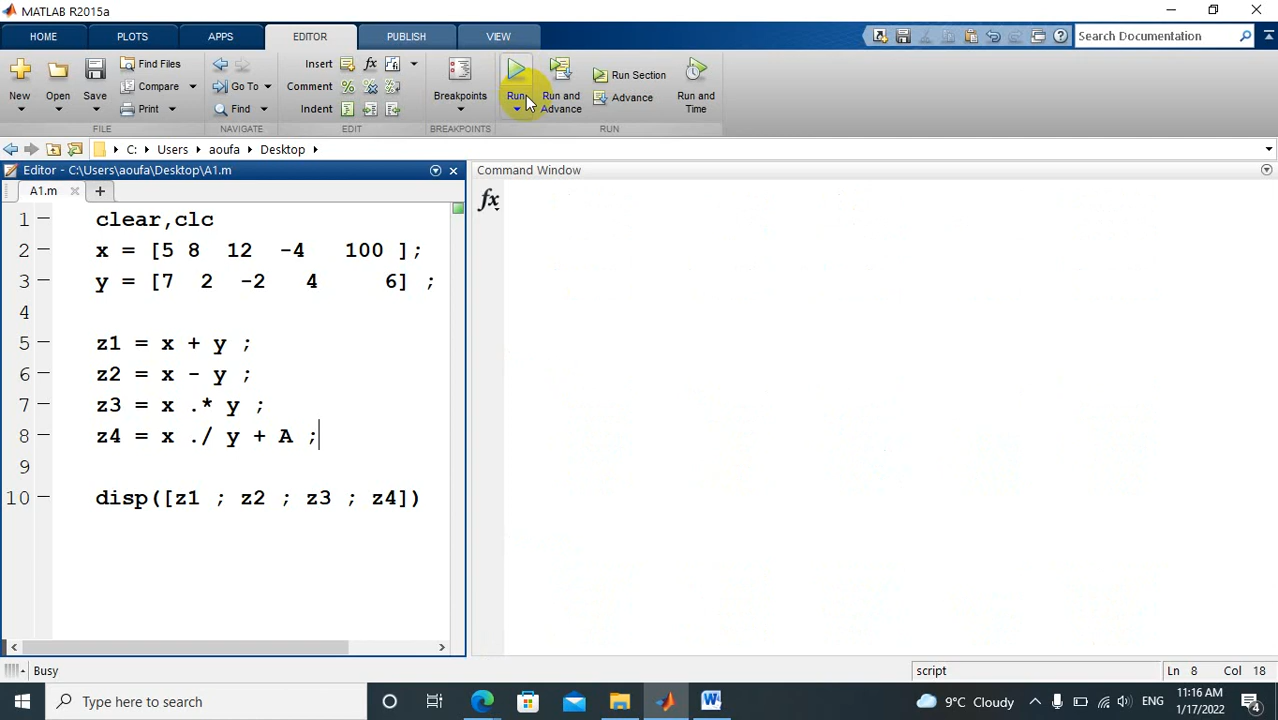 MATLAB R2015a
HOME PLOTS APPS EDITOR PUBLISH VIEW Search Documentation
New Open Save Find Files Compare Print Go To Find Insert fx Comment Indent Breakpoints Run Run and Advance Run Section Advance Run and Time
FILE NAVIGATE EDIT BREAKPOINTS RUN
C: Users aoufa Desktop
Editor - C:\Users\aoufa\Desktop\A1.m Command Window
A1.m
fx
1 clear,clc
2 x = [5 8 12 -4 100 ];
3 y = [7 2 -2 4 6] ;
4
5 z1 = x + y ;
6 z2 = x - y ;
7 z3 = x .* y ;
8 z4 = x ./ y + A ;
9
10 disp([z1 ; z2 ; z3 ; z4])
Busy script Ln 8 Col 18
Type here to search 9°C Cloudy ENG 11:16 AM 1/17/2022 4